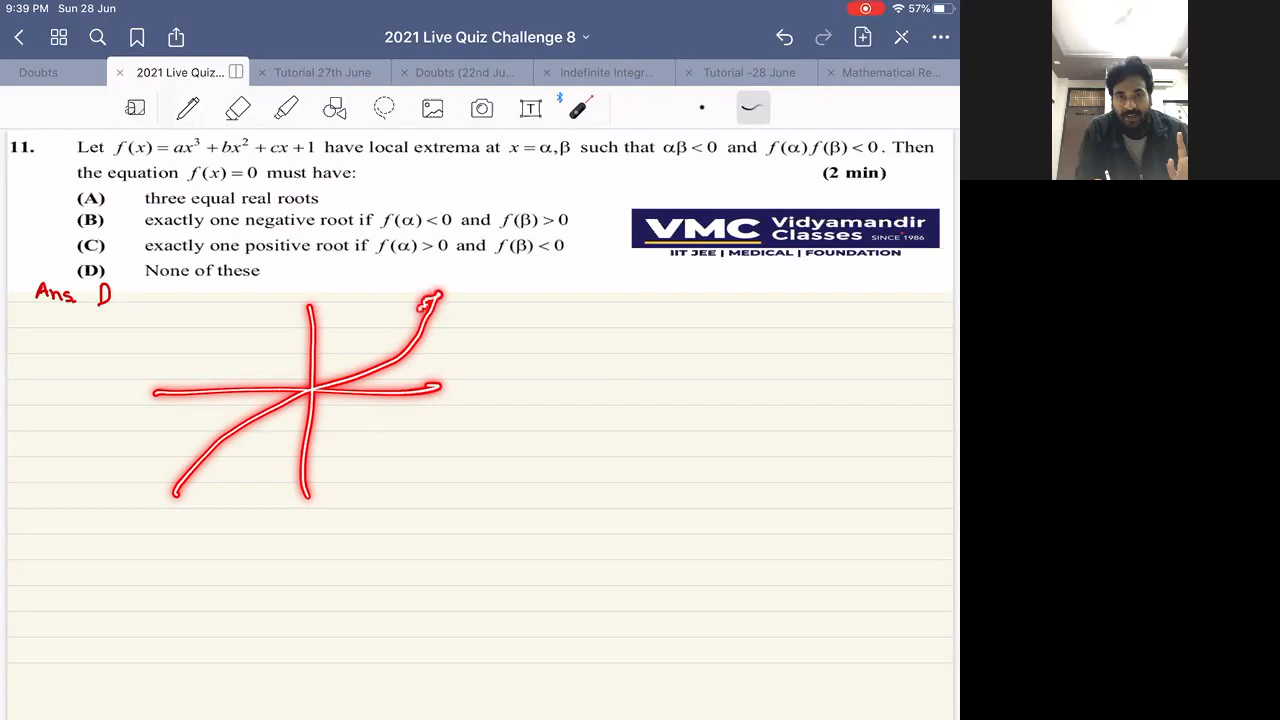 9:39 PM Sun 28 Jun
57%
2021 Live Quiz Challenge 8
Doubts
2021 Live Quiz...
Tutorial 27th June
Doubts (22nd Ju...
Indefinite Integr...
Tutorial -28 June
Mathematical Re...
11. Let f(x) = ax³ + bx² + cx + 1 have local extrema at x = α, β such that αβ < 0 and f(α) f(β) < 0. Then
the equation f(x) = 0 must have: (2 min)
(A) three equal real roots
(B) exactly one negative root if f(α) < 0 and f(β) > 0
(C) exactly one positive root if f(α) > 0 and f(β) < 0
(D) None of these
VMC Vidyamandir Classes SINCE 1986
IIT JEE | MEDICAL | FOUNDATION
Ans. D